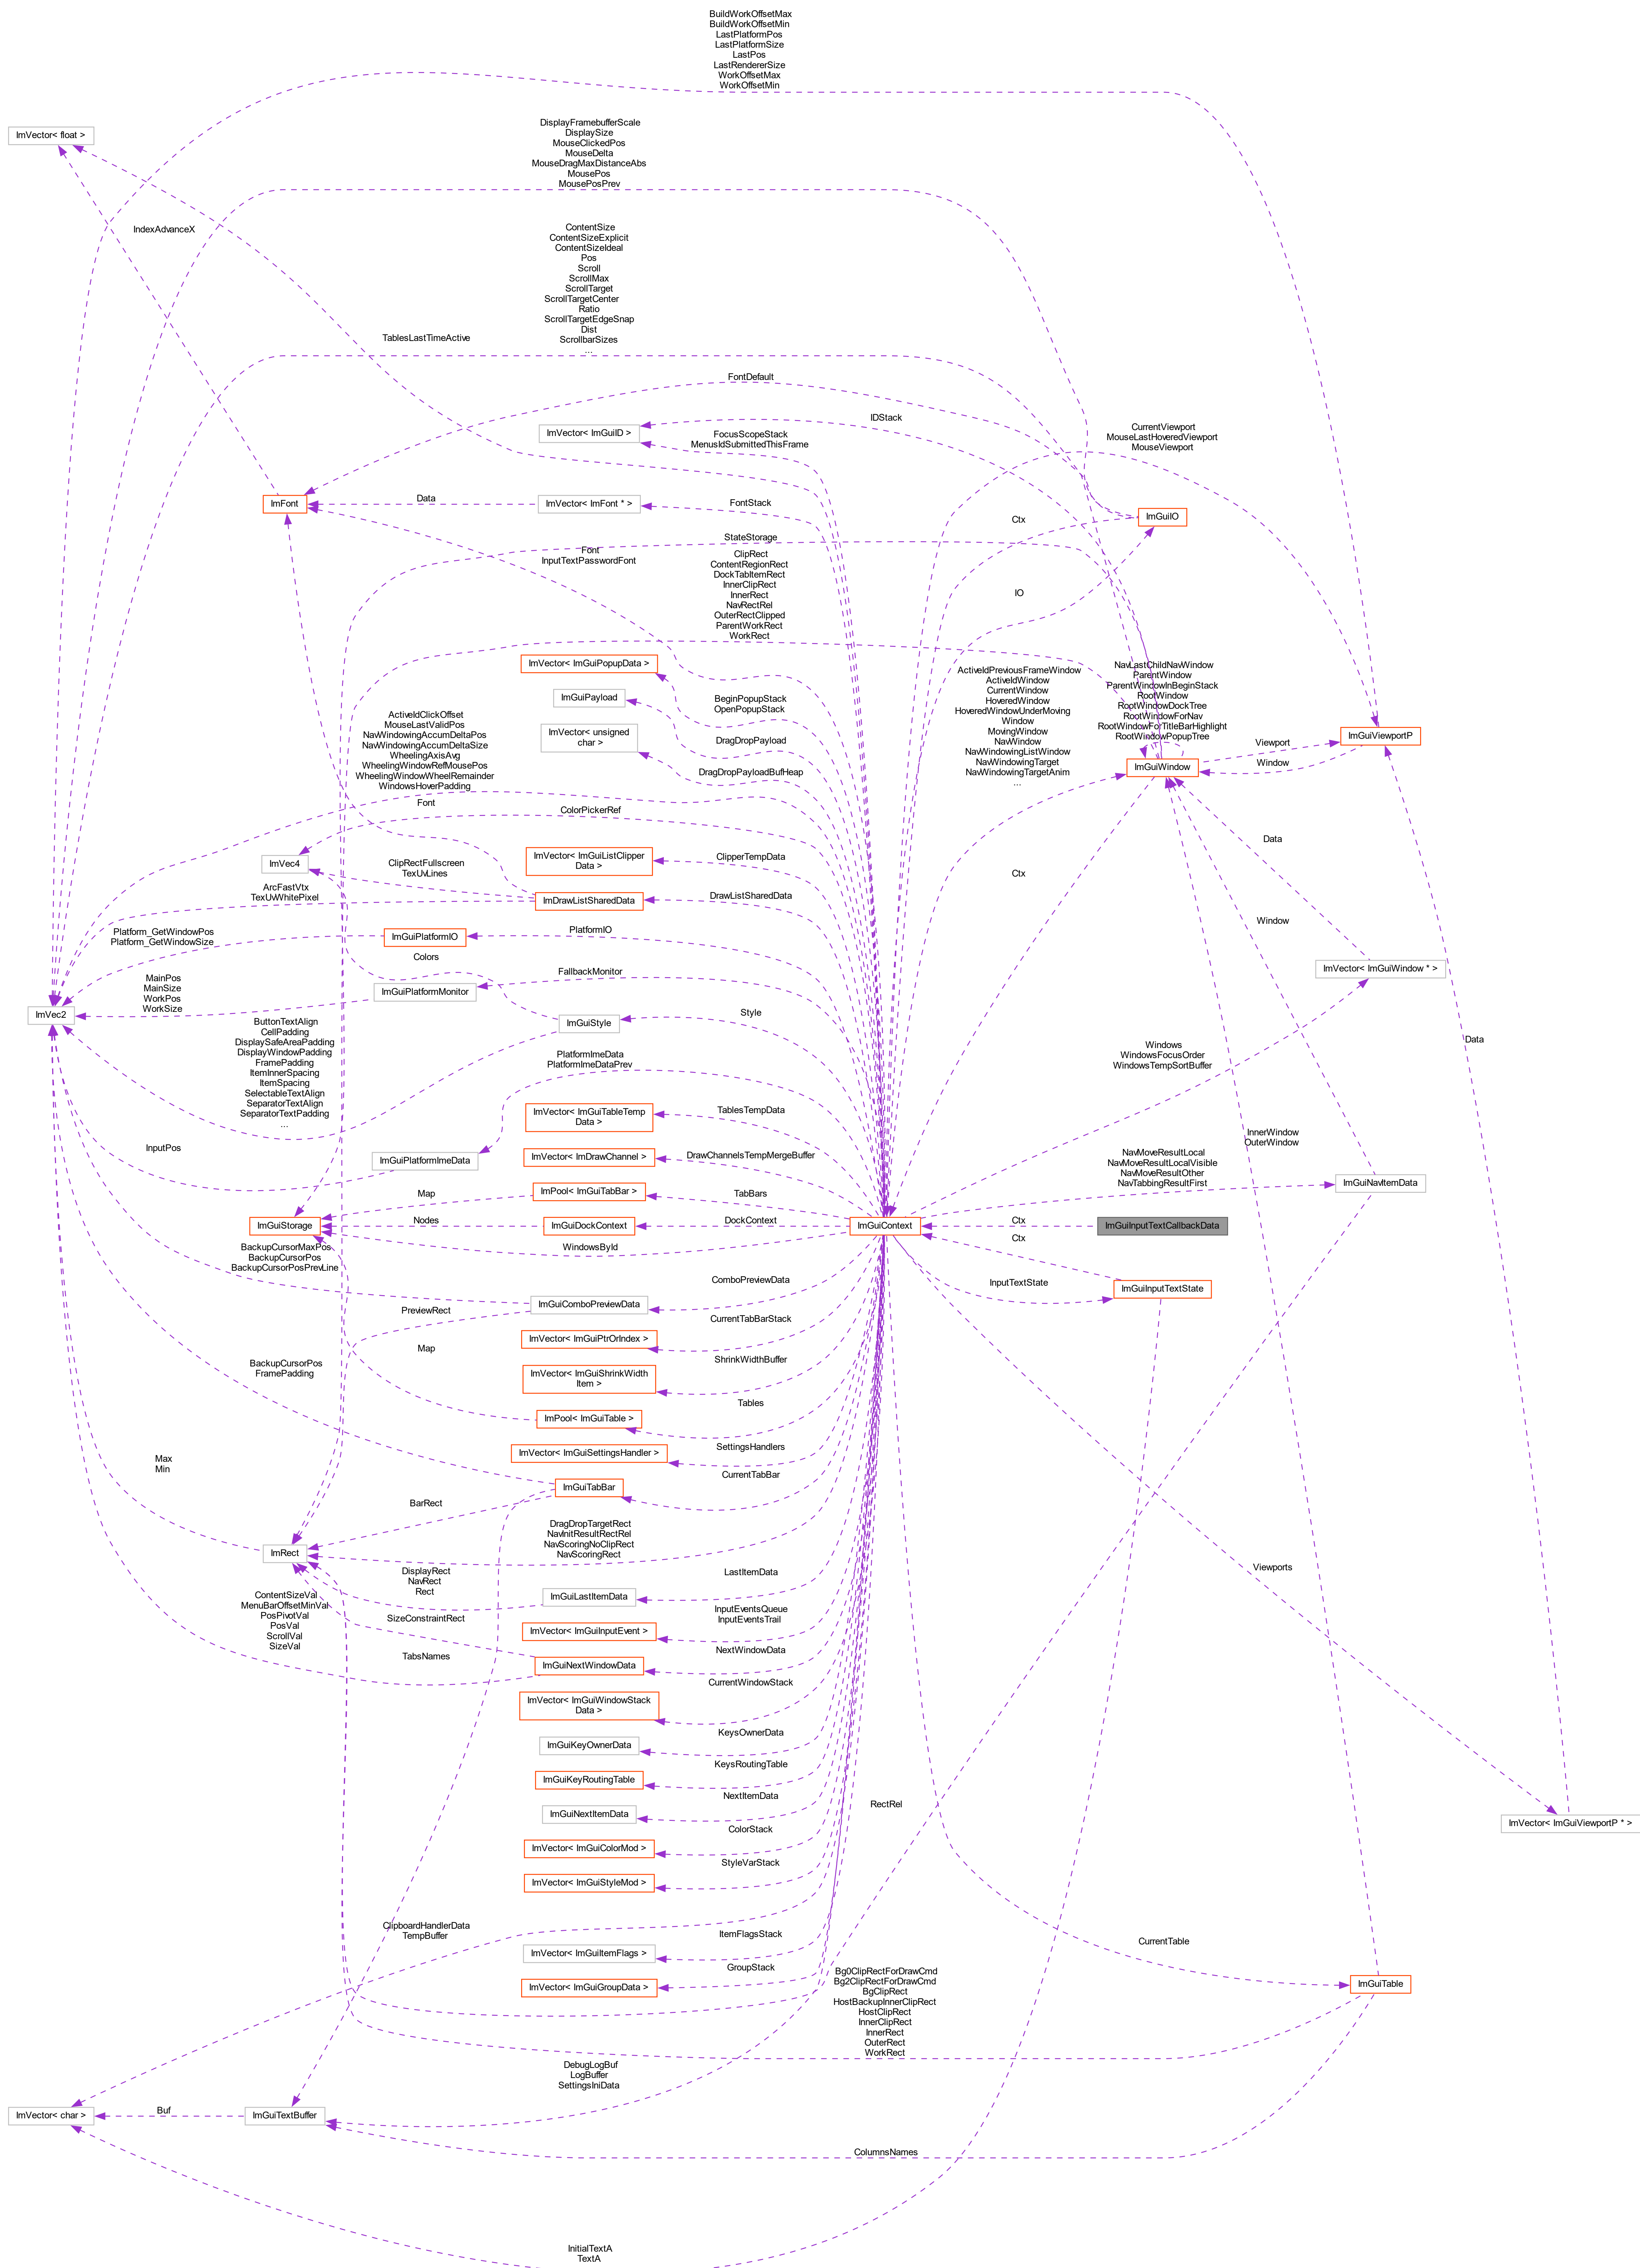 BuildWorkOffsetMax
BuildWorkOffsetMin
LastPlatformPos
LastPlatformSize
LastPos
LastRendererSize
WorkOffsetMax
WorkOffsetMin
DisplayFramebufferScale
DisplaySize
MouseClickedPos
MouseDelta
MouseDragMaxDistanceAbs
MousePos
MousePosPrev
ImVector< float >
IndexAdvanceX
ContentSize
ContentSizeExplicit
ContentSizeIdeal
Pos
Scroll
ScrollMax
ScrollTarget
ScrollTargetCenter
Ratio
ScrollTargetEdgeSnap
Dist
ScrollbarSizes
...
TablesLastTimeActive
FontDefault
IDStack
ImVector< ImGuiID >
FocusScopeStack
MenusIdSubmittedThisFrame
CurrentViewport
MouseLastHoveredViewport
MouseViewport
ImFont
Data
ImVector< ImFont * >
FontStack
Ctx
ImGuiIO
StateStorage
Font
InputTextPasswordFont
ClipRect
ContentRegionRect
DockTabItemRect
InnerClipRect
InnerRect
NavRectRel
OuterRectClipped
ParentWorkRect
WorkRect
IO
ImVector< ImGuiPopupData >
ImGuiPayload
ImVector< unsigned
char >
BeginPopupStack
OpenPopupStack
DragDropPayload
DragDropPayloadBufHeap
ActiveIdPreviousFrameWindow
ActiveIdWindow
CurrentWindow
HoveredWindow
HoveredWindowUnderMoving
Window
MovingWindow
NavWindow
NavWindowingListWindow
NavWindowingTarget
NavWindowingTargetAnim
...
NavLastChildNavWindow
ParentWindow
ParentWindowInBeginStack
RootWindow
RootWindowDockTree
RootWindowForNav
RootWindowForTitleBarHighlight
RootWindowPopupTree
ImGuiWindow
Viewport
Window
ImGuiViewportP
ActiveIdClickOffset
MouseLastValidPos
NavWindowingAccumDeltaPos
NavWindowingAccumDeltaSize
WheelingAxisAvg
WheelingWindowRefMousePos
WheelingWindowWheelRemainder
WindowsHoverPadding
Font
ColorPickerRef
Data
ImVec4
ClipRectFullscreen
TexUvLines
ImVector< ImGuiListClipper
Data >
ClipperTempData
Ctx
ArcFastVtx
TexUvWhitePixel
ImDrawListSharedData
DrawListSharedData
Window
Platform_GetWindowPos
Platform_GetWindowSize
ImGuiPlatformIO
PlatformIO
Colors
FallbackMonitor
ImVector< ImGuiWindow * >
MainPos
MainSize
WorkPos
WorkSize
ImGuiPlatformMonitor
ImVec2
ImGuiStyle
Style
ButtonTextAlign
CellPadding
DisplaySafeAreaPadding
DisplayWindowPadding
FramePadding
ItemInnerSpacing
ItemSpacing
SelectableTextAlign
SeparatorTextAlign
SeparatorTextPadding
...
PlatformImeData
PlatformImeDataPrev
Windows
WindowsFocusOrder
WindowsTempSortBuffer
Data
ImVector< ImGuiTableTemp
Data >
TablesTempData
InputPos
ImGuiPlatformImeData
ImVector< ImDrawChannel >
DrawChannelsTempMergeBuffer
InnerWindow
OuterWindow
NavMoveResultLocal
NavMoveResultLocalVisible
NavMoveResultOther
NavTabbingResultFirst
ImGuiNavItemData
Map
ImPool< ImGuiTabBar >
TabBars
ImGuiStorage
Nodes
ImGuiDockContext
DockContext
ImGuiContext
Ctx
ImGuiInputTextCallbackData
WindowsById
Ctx
BackupCursorMaxPos
BackupCursorPos
BackupCursorPosPrevLine
ComboPreviewData
InputTextState
ImGuiInputTextState
ImGuiComboPreviewData
PreviewRect
CurrentTabBarStack
ImVector< ImGuiPtrOrIndex >
Map
ShrinkWidthBuffer
ImVector< ImGuiShrinkWidth
Item >
BackupCursorPos
FramePadding
Tables
ImPool< ImGuiTable >
SettingsHandlers
ImVector< ImGuiSettingsHandler >
Max
Min
CurrentTabBar
ImGuiTabBar
BarRect
DragDropTargetRect
NavInitResultRectRel
NavScoringNoClipRect
NavScoringRect
ImRect
DisplayRect
NavRect
Rect
LastItemData
Viewports
ImGuiLastItemData
ContentSizeVal
MenuBarOffsetMinVal
PosPivotVal
PosVal
ScrollVal
SizeVal
SizeConstraintRect
InputEventsQueue
InputEventsTrail
ImVector< ImGuiInputEvent >
TabsNames
NextWindowData
ImGuiNextWindowData
CurrentWindowStack
ImVector< ImGuiWindowStack
Data >
KeysOwnerData
ImGuiKeyOwnerData
KeysRoutingTable
ImGuiKeyRoutingTable
NextItemData
RectRel
ImGuiNextItemData
ImVector< ImGuiViewportP * >
ColorStack
ImVector< ImGuiColorMod >
StyleVarStack
ImVector< ImGuiStyleMod >
ClipboardHandlerData
TempBuffer
ItemFlagsStack
ImVector< ImGuiItemFlags >
CurrentTable
GroupStack
ImVector< ImGuiGroupData >
Bg0ClipRectForDrawCmd
Bg2ClipRectForDrawCmd
BgClipRect
HostBackupInnerClipRect
HostClipRect
InnerClipRect
InnerRect
OuterRect
WorkRect
ImGuiTable
DebugLogBuf
LogBuffer
SettingsIniData
ImVector< char >
Buf
ImGuiTextBuffer
ColumnsNames
InitialTextA
TextA